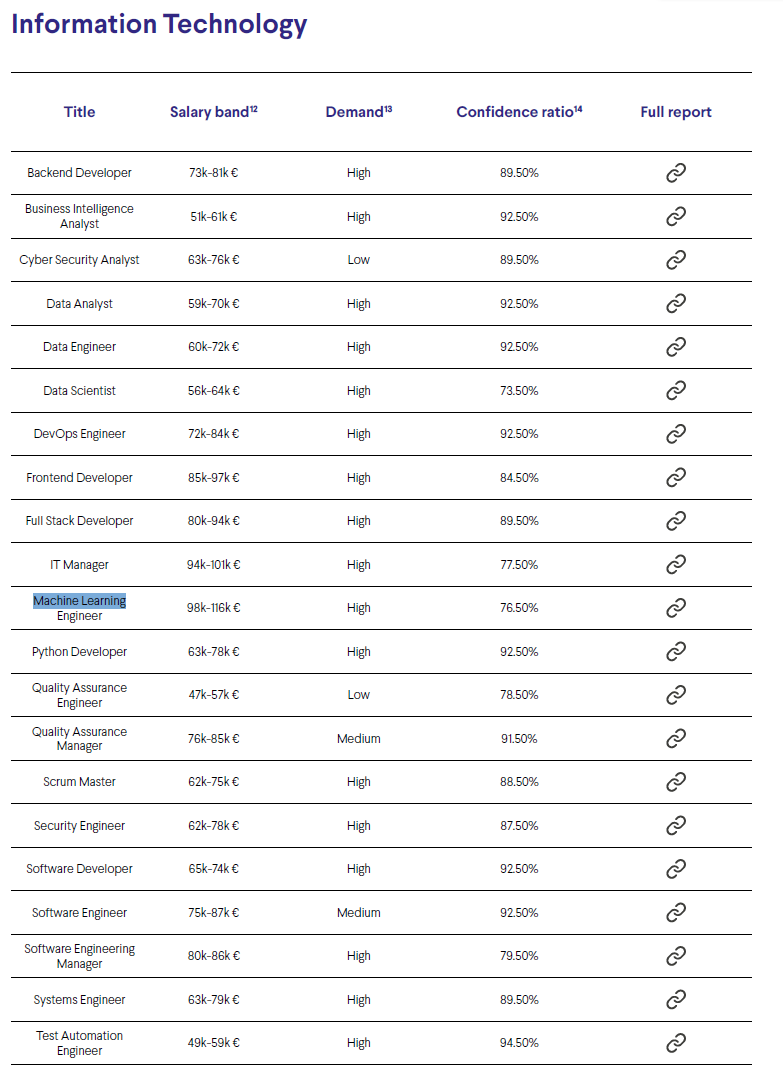 Information Technology
Title Salary band¹² Demand¹³ Confidence ratio¹⁴ Full report
Backend Developer 73k-81k € High 89.50%
Business Intelligence
Analyst 51k-61k € High 92.50%
Cyber Security Analyst 63k-76k € Low 89.50%
Data Analyst 59k-70k € High 92.50%
Data Engineer 60k-72k € High 92.50%
Data Scientist 56k-64k € High 73.50%
DevOps Engineer 72k-84k € High 92.50%
Frontend Developer 85k-97k € High 84.50%
Full Stack Developer 80k-94k € High 89.50%
IT Manager 94k-101k € High 77.50%
Machine Learning
Engineer 98k-116k € High 76.50%
Python Developer 63k-78k € High 92.50%
Quality Assurance
Engineer 47k-57k € Low 78.50%
Quality Assurance
Manager 76k-85k € Medium 91.50%
Scrum Master 62k-75k € High 88.50%
Security Engineer 62k-78k € High 87.50%
Software Developer 65k-74k € High 92.50%
Software Engineer 75k-87k € Medium 92.50%
Software Engineering
Manager 80k-86k € High 79.50%
Systems Engineer 63k-79k € High 89.50%
Test Automation
Engineer 49k-59k € High 94.50%